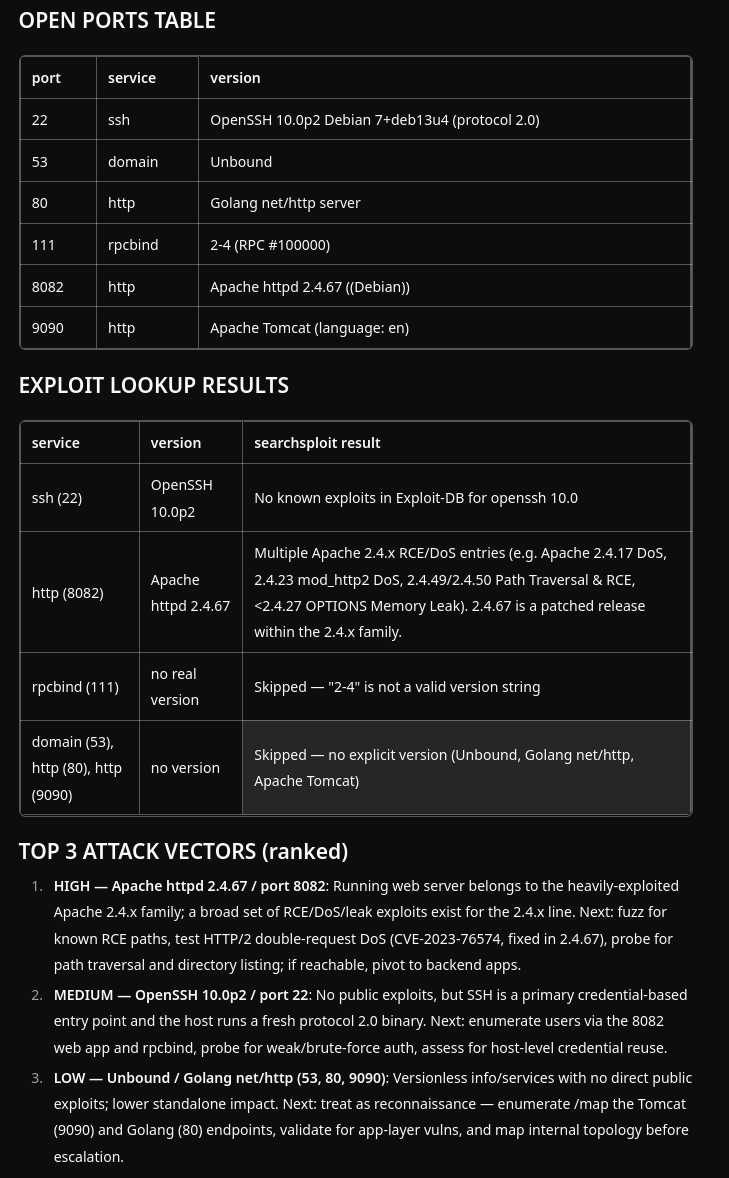 OPEN PORTS TABLE
port service version
22 ssh OpenSSH 10.0p2 Debian 7+deb13u4 (protocol 2.0)
53 domain Unbound
80 http Golang net/http server
111 rpcbind 2-4 (RPC #100000)
8082 http Apache httpd 2.4.67 ((Debian))
9090 http Apache Tomcat (language: en)
EXPLOIT LOOKUP RESULTS
service version searchsploit result
ssh (22)
OpenSSH
10.0p2
No known exploits in Exploit-DB for openssh 10.0
http (8082)
Apache
httpd 2.4.67
Multiple Apache 2.4.x RCE/DoS entries (e.g. Apache 2.4.17 DoS,
2.4.23 mod_http2 DoS, 2.4.49/2.4.50 Path Traversal & RCE,
<2.4.27 OPTIONS Memory Leak). 2.4.67 is a patched release
within the 2.4.x family.
rpcbind (111)
no real
version
Skipped — "2-4" is not a valid version string
domain (53),
http (80), http
(9090)
no version
Skipped — no explicit version (Unbound, Golang net/http,
Apache Tomcat)
TOP 3 ATTACK VECTORS (ranked)
1. HIGH — Apache httpd 2.4.67 / port 8082: Running web server belongs to the heavily-exploited
Apache 2.4.x family; a broad set of RCE/DoS/leak exploits exist for the 2.4.x line. Next: fuzz for
known RCE paths, test HTTP/2 double-request DoS (CVE-2023-76574, fixed in 2.4.67), probe for
path traversal and directory listing; if reachable, pivot to backend apps.
2. MEDIUM — OpenSSH 10.0p2 / port 22: No public exploits, but SSH is a primary credential-based
entry point and the host runs a fresh protocol 2.0 binary. Next: enumerate users via the 8082
web app and rpcbind, probe for weak/brute-force auth, assess for host-level credential reuse.
3. LOW — Unbound / Golang net/http (53, 80, 9090): Versionless info/services with no direct public
exploits; lower standalone impact. Next: treat as reconnaissance — enumerate /map the Tomcat
(9090) and Golang (80) endpoints, validate for app-layer vulns, and map internal topology before
escalation.